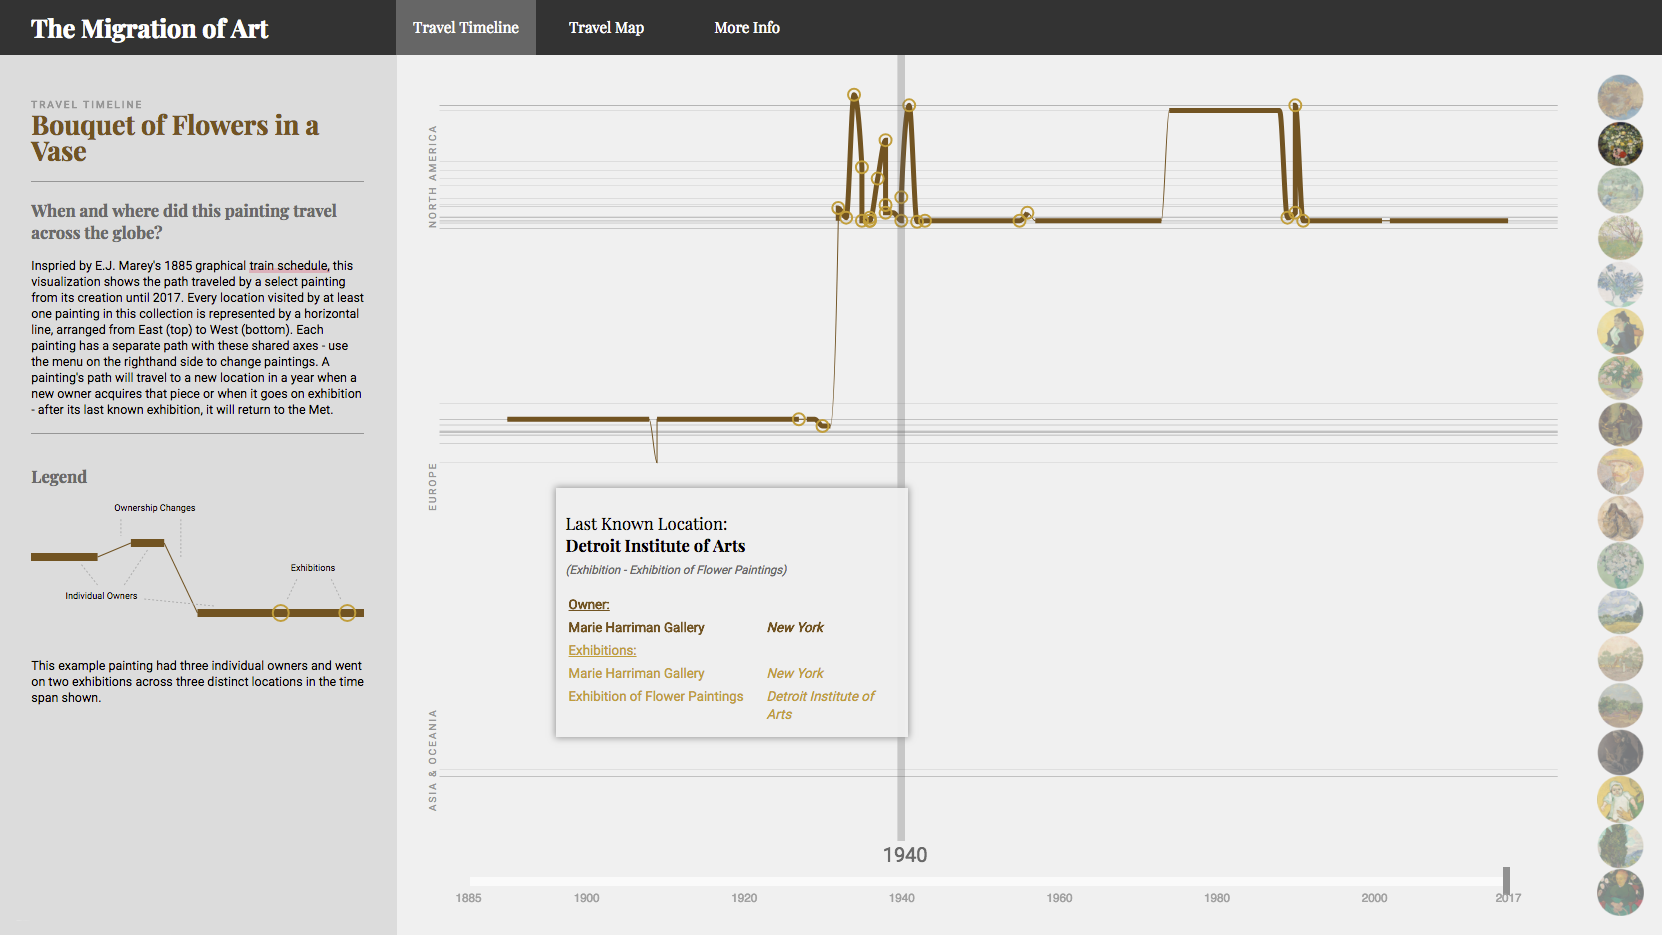 The Migration of Art
Travel Timeline
Travel Map
More Info
TRAVEL TIMELINE
Bouquet of Flowers in a
Vase
When and where did this painting travel
across the globe?
Inspried by E.J. Marey's 1885 graphical train schedule, this
visualization shows the path traveled by a select painting
from its creation until 2017. Every location visited by at least
one painting in this collection is represented by a horizontal
line, arranged from East (top) to West (bottom). Each
painting has a separate path with these shared axes - use
the menu on the righthand side to change paintings. A
painting's path will travel to a new location in a year when a
new owner acquires that piece or when it goes on exhibition
- after its last known exhibition, it will return to the Met.
Legend
Ownership Changes
Exhibitions
Individual Owners
This example painting had three individual owners and went
on two exhibitions across three distinct locations in the time
span shown.
NORTH AMERICA
EUROPE
ASIA & OCEANIA
Last Known Location:
Detroit Institute of Arts
(Exhibition - Exhibition of Flower Paintings)
Owner:
Marie Harriman Gallery New York
Exhibitions:
Marie Harriman Gallery New York
Exhibition of Flower Paintings Detroit Institute of
Arts
1940
1885 1900 1920 1940 1960 1980 2000 2017